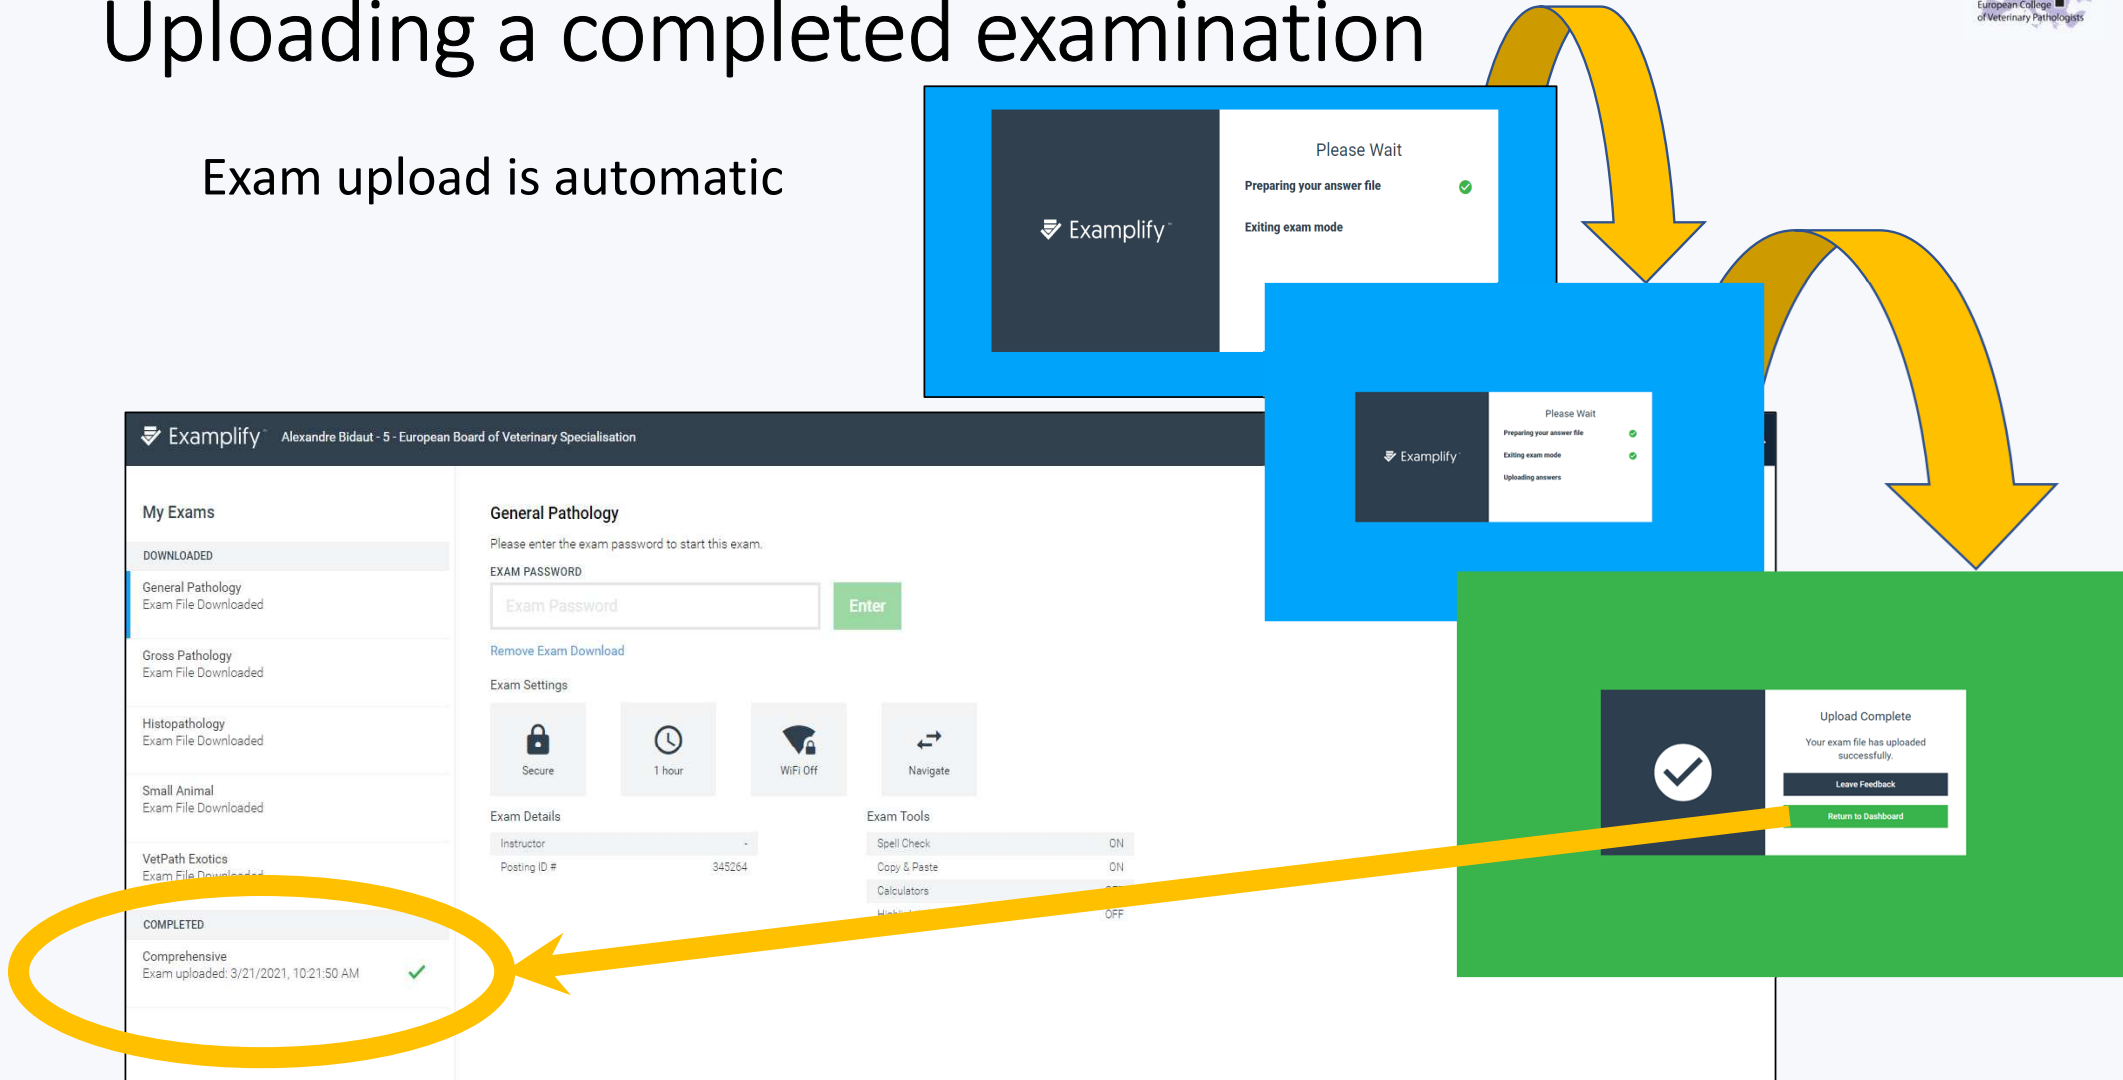 Uploading a completed examination
European College
of Veterinary Pathologists
Exam upload is automatic
Please Wait
Preparing your answer file
Exiting exam mode
Examplify
Please Wait
Preparing your answer file
Exiting exam mode
Uploading answers
Examplify
Upload Complete
Your exam file has uploaded
successfully.
Leave Feedback
Return to Dashboard
Examplify Alexandre Bidaut - 5 - European Board of Veterinary Specialisation
My Exams
DOWNLOADED
General Pathology
Exam File Downloaded
Gross Pathology
Exam File Downloaded
Histopathology
Exam File Downloaded
Small Animal
Exam File Downloaded
VetPath Exotics
Exam File Downloaded
COMPLETED
Comprehensive
Exam uploaded: 3/21/2021, 10:21:50 AM
General Pathology
Please enter the exam password to start this exam.
EXAM PASSWORD
Exam Password
Enter
Remove Exam Download
Exam Settings
Secure
1 hour
WiFi Off
Navigate
Exam Details
Instructor -
Posting ID # 345264
Exam Tools
Spell Check ON
Copy & Paste ON
Calculators
OFF